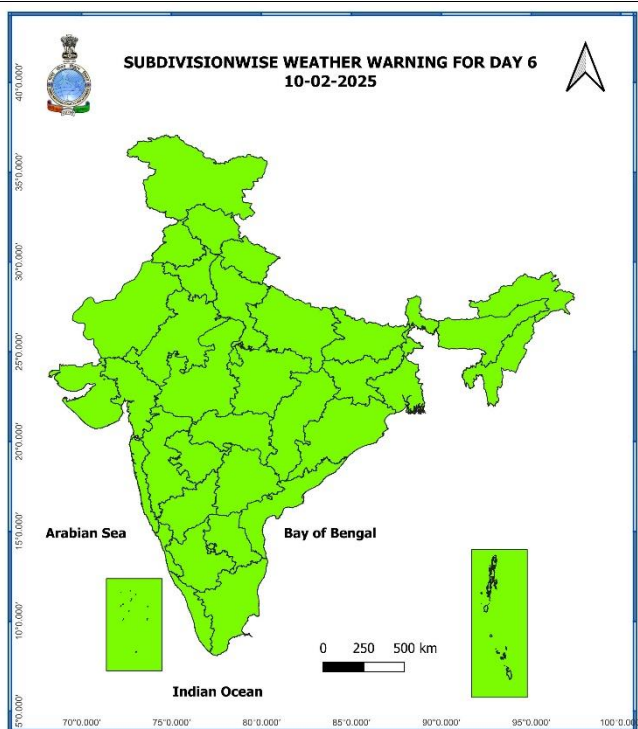 SUBDIVISIONWISE WEATHER WARNING FOR DAY 6
10-02-2025
40°0.000'
35°0.000'
30°0.000'
25°0.000'
20°0.000'
15°0.000'
10°0.000'
5°0.000'
Arabian Sea
Bay of Bengal
0 250 500 km
Indian Ocean
70°0.000' 75°0.000' 80°0.000' 85°0.000' 90°0.000' 95°0.000' 100°0.000'